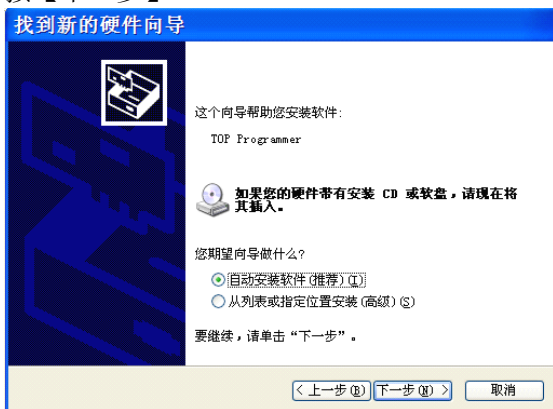 找到新的硬件向导
这个向导帮助您安装软件:
TOP Programmer
如果您的硬件带有安装 CD 或软盘，请现在将
其插入。
您期望向导做什么?
自动安装软件(推荐)(I)
从列表或指定位置安装(高级)(S)
要继续，请单击“下一步”。
< 上一步(B) 下一步(N) > 取消